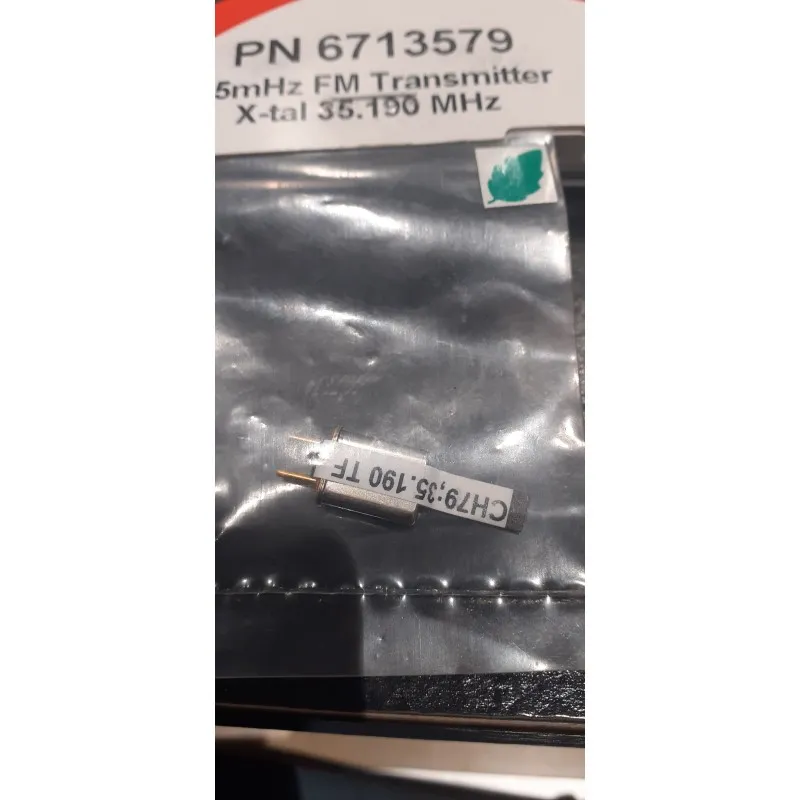 PN 6713579
5mHz FM Transmitter
X-tal 35.190 MHz
CH79;35.190 TF